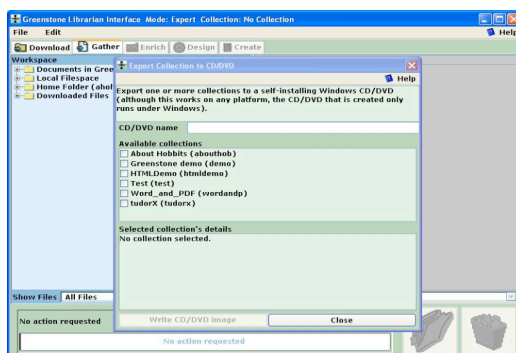 Greenstone Librarian Interface Mode: Expert Collection: No Collection
File Edit Help
Download Gather Enrich Design Create
Workspace
Documents in Gree
Local Filespace
Home Folder (ahol
Downloaded Files
Export Collection to CD/DVD
Help
Export one or more collections to a self-installing Windows CD/DVD
(although this works on any platform, the CD/DVD that is created only
runs under Windows).
CD/DVD name
Available collections
About Hobbits (abouthob)
Greenstone demo (demo)
HTMLDemo (htmldemo)
Test (test)
Word_and_PDF (wordandp)
tudorX (tudorx)
Selected collection's details
No collection selected.
Show Files All Files
Write CD/DVD image Close
No action requested
No action requested